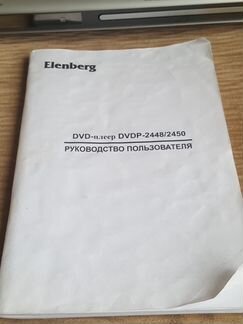 Elenberg
DVD-плеер DVDP-2448/2450
РУКОВОДСТВО ПОЛЬЗОВАТЕЛЯ